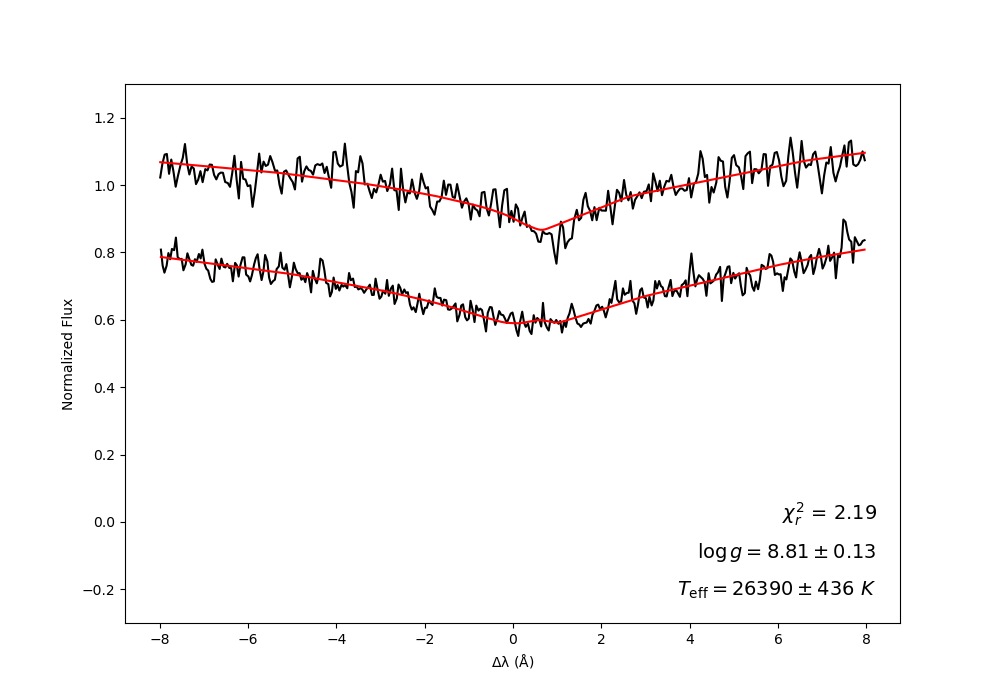 1.2
1.0
0.8
0.6
0.4
0.2
0.0
−0.2
Normalized Flux
χ²ᵣ = 2.19
log g = 8.81 ± 0.13
T_eff = 26390 ± 436 K
−8 −6 −4 −2 0 2 4 6 8
Δλ (Å)